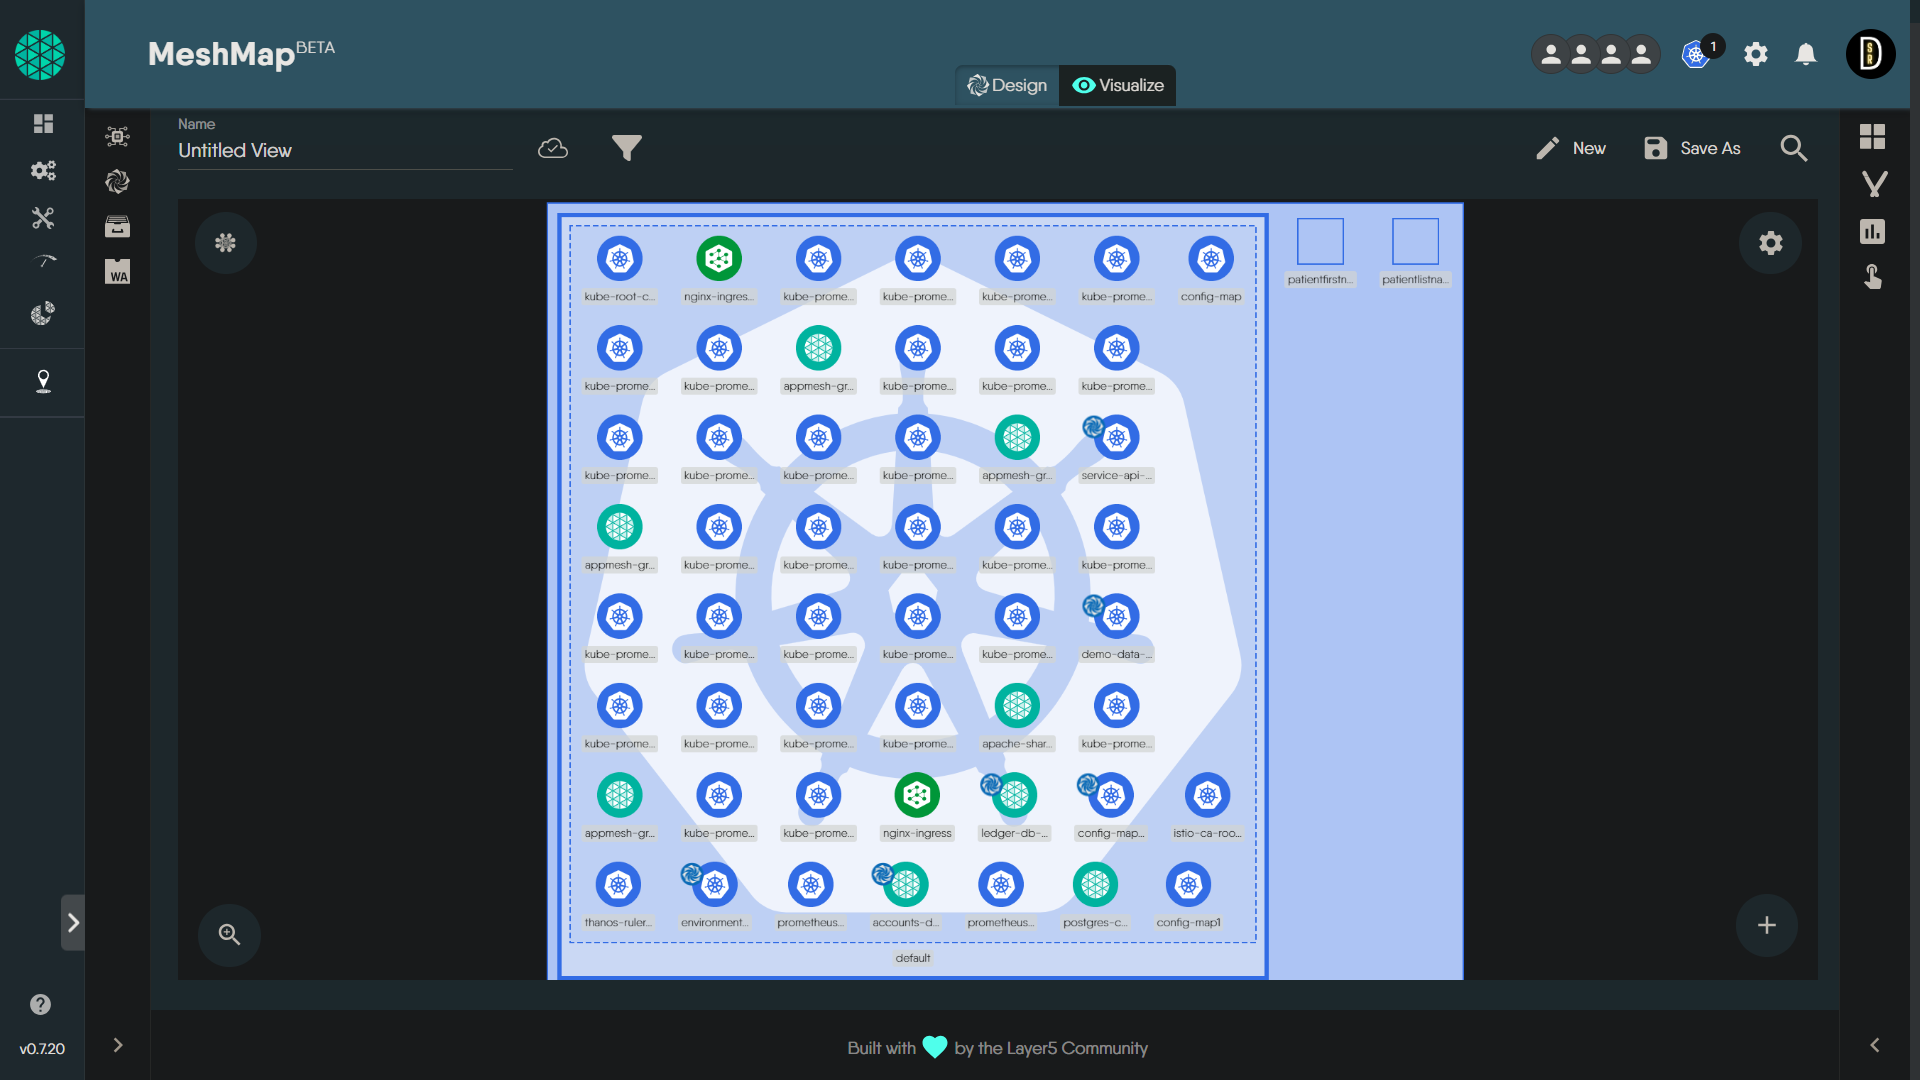 MeshMap BETA
1
Design
Visualize
Name
Untitled View
New
Save As
WA
kube-root-c... nginx-ingres... kube-prome... kube-prome... kube-prome... kube-prome... config-map
patientfirstn... patientlistna...
kube-prome... kube-prome... appmesh-gr... kube-prome... kube-prome... kube-prome...
kube-prome... kube-prome... kube-prome... kube-prome... appmesh-gr... service-api-...
appmesh-gr... kube-prome... kube-prome... kube-prome... kube-prome... kube-prome...
kube-prome... kube-prome... kube-prome... kube-prome... kube-prome... demo-data-...
kube-prome... kube-prome... kube-prome... kube-prome... apache-shar... kube-prome...
appmesh-gr... kube-prome... kube-prome... nginx-ingress ledger-db-... config-map... istio-ca-roo...
thanos-ruler... environment... prometheus... accounts-d... prometheus... postgres-c... config-map1
default
v0.7.20
Built with by the Layer5 Community